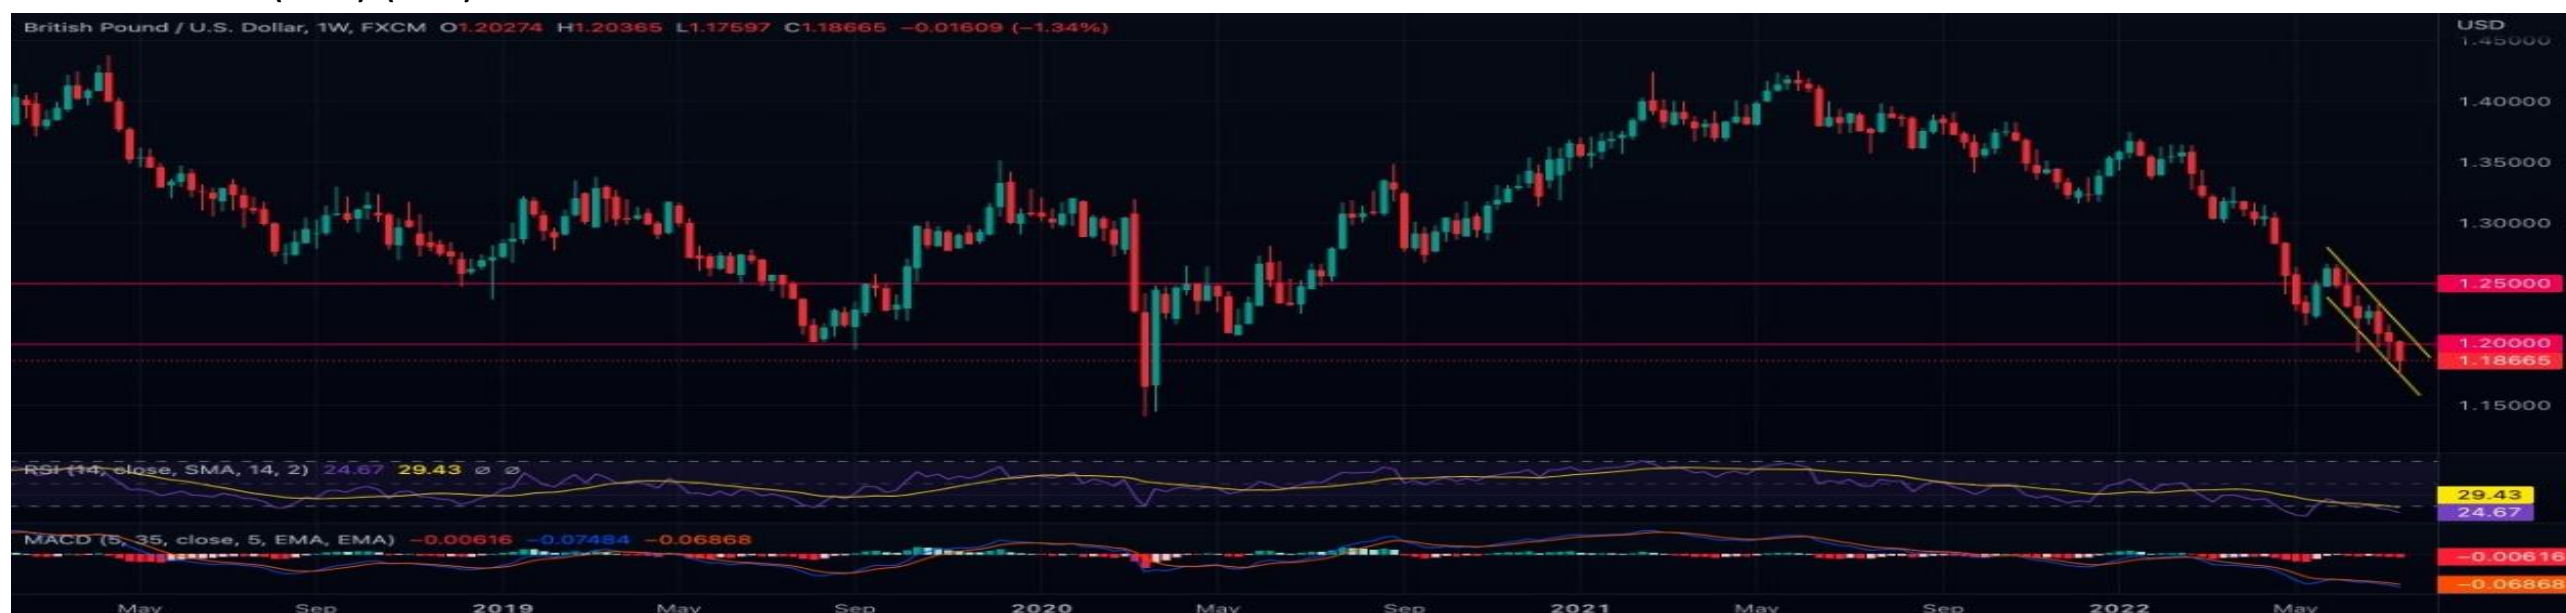 British Pound / U.S. Dollar, 1W, FXCM O1.20274 H1.20365 L1.17597 C1.18665 −0.01609 (−1.34%)
USD
1.45000
1.40000
1.35000
1.30000
1.25000
1.20000
1.18665
1.15000
RSI (14, close, SMA, 14, 2) 24.67 29.43 ∅ ∅
29.43
24.67
MACD (5, 35, close, 5, EMA, EMA) −0.00616 −0.07484 −0.06868
−0.00616
−0.06868
May Sep 2019 May Sep 2020 May Sep 2021 May Sep 2022 May